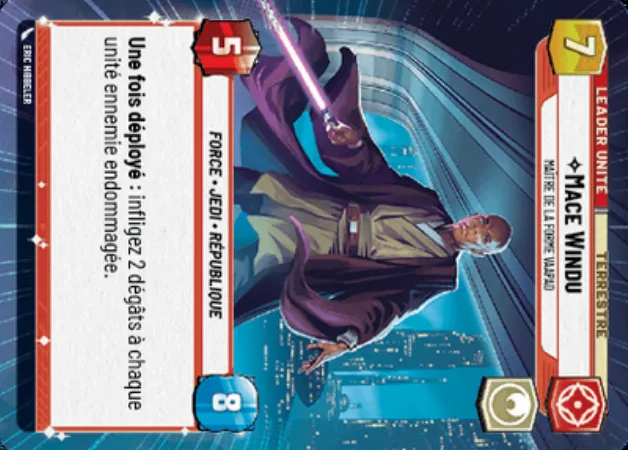 LEADER UNITÉ
TERRESTRE
7
MACE WINDU
MAÎTRE DE LA FORME VAAPAD
5
FORCE • JEDI • RÉPUBLIQUE
8
Une fois déployé : infligez 2 dégâts à chaque
unité ennemie endommagée.
ERIC MABELER